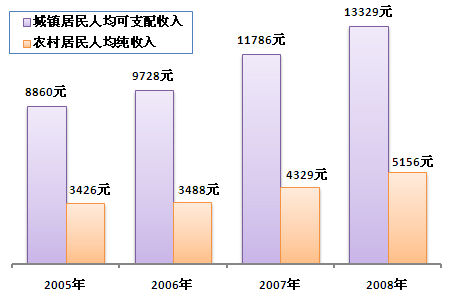 城镇居民人均可支配收入
农村居民人均纯收入
8860元
3426元
9728元
3488元
11786元
4329元
13329元
5156元
2005年
2006年
2007年
2008年